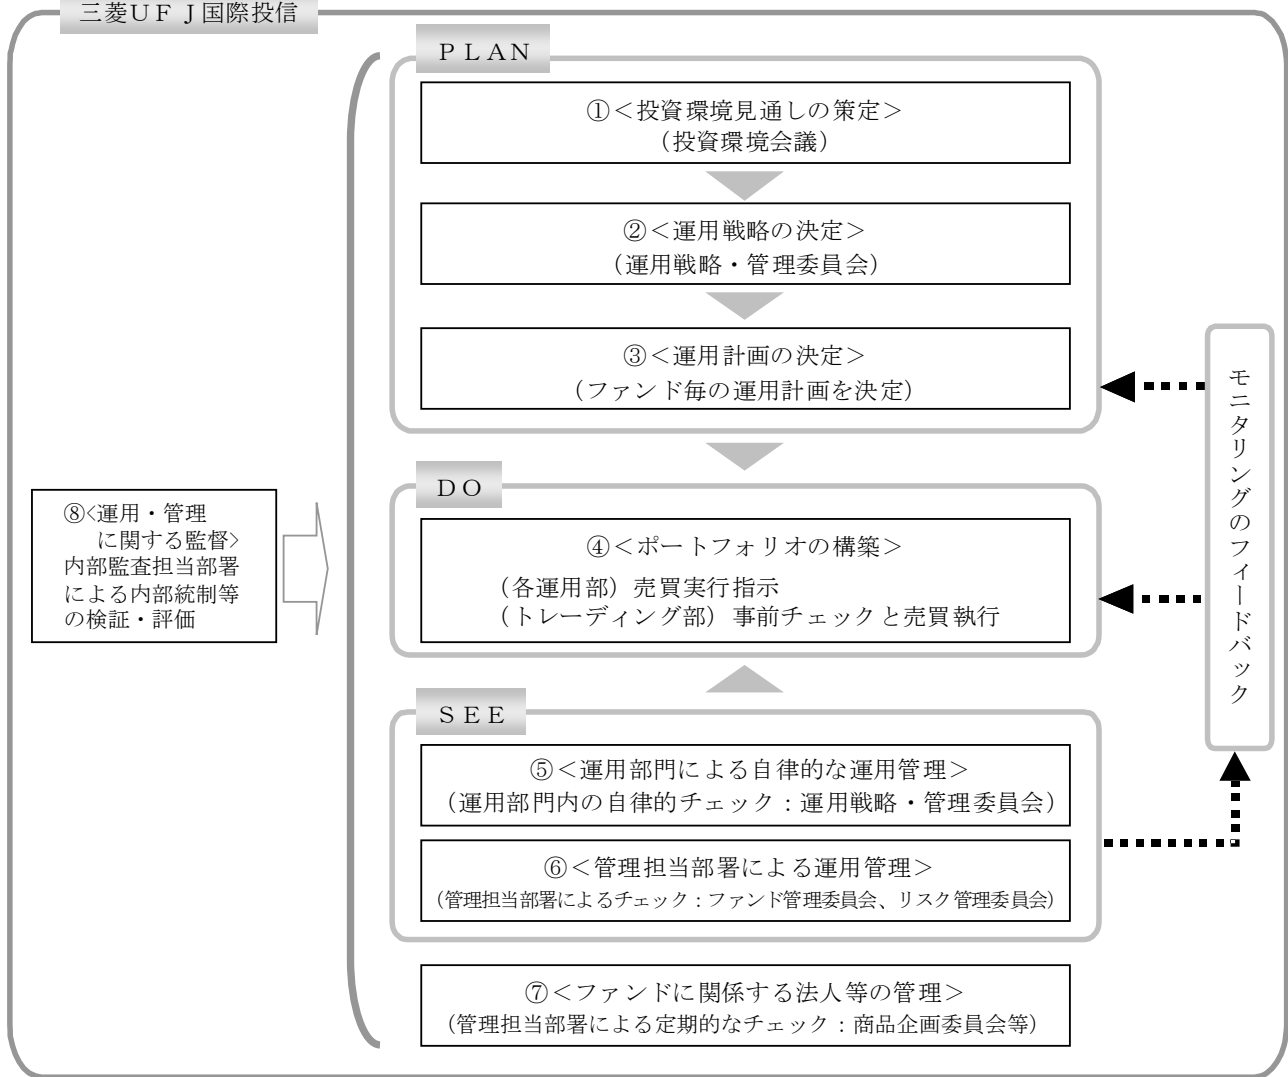 三菱ＵＦＪ国際投信
ＰＬＡＮ
①＜投資環境見通しの策定＞
（投資環境会議）
②＜運用戦略の決定＞
（運用戦略・管理委員会）
③＜運用計画の決定＞
（ファンド毎の運用計画を決定）
ＤＯ
④＜ポートフォリオの構築＞
（各運用部）売買実行指示
（トレーディング部）事前チェックと売買執行
ＳＥＥ
⑤＜運用部門による自律的な運用管理＞
（運用部門内の自律的チェック：運用戦略・管理委員会）
⑥＜管理担当部署による運用管理＞
（管理担当部署によるチェック：ファンド管理委員会、リスク管理委員会）
⑦＜ファンドに関係する法人等の管理＞
（管理担当部署による定期的なチェック：商品企画委員会等）
⑧<運用・管理
に関する監督>
内部監査担当部署
による内部統制等
の検証・評価
モニタリングのフィードバック